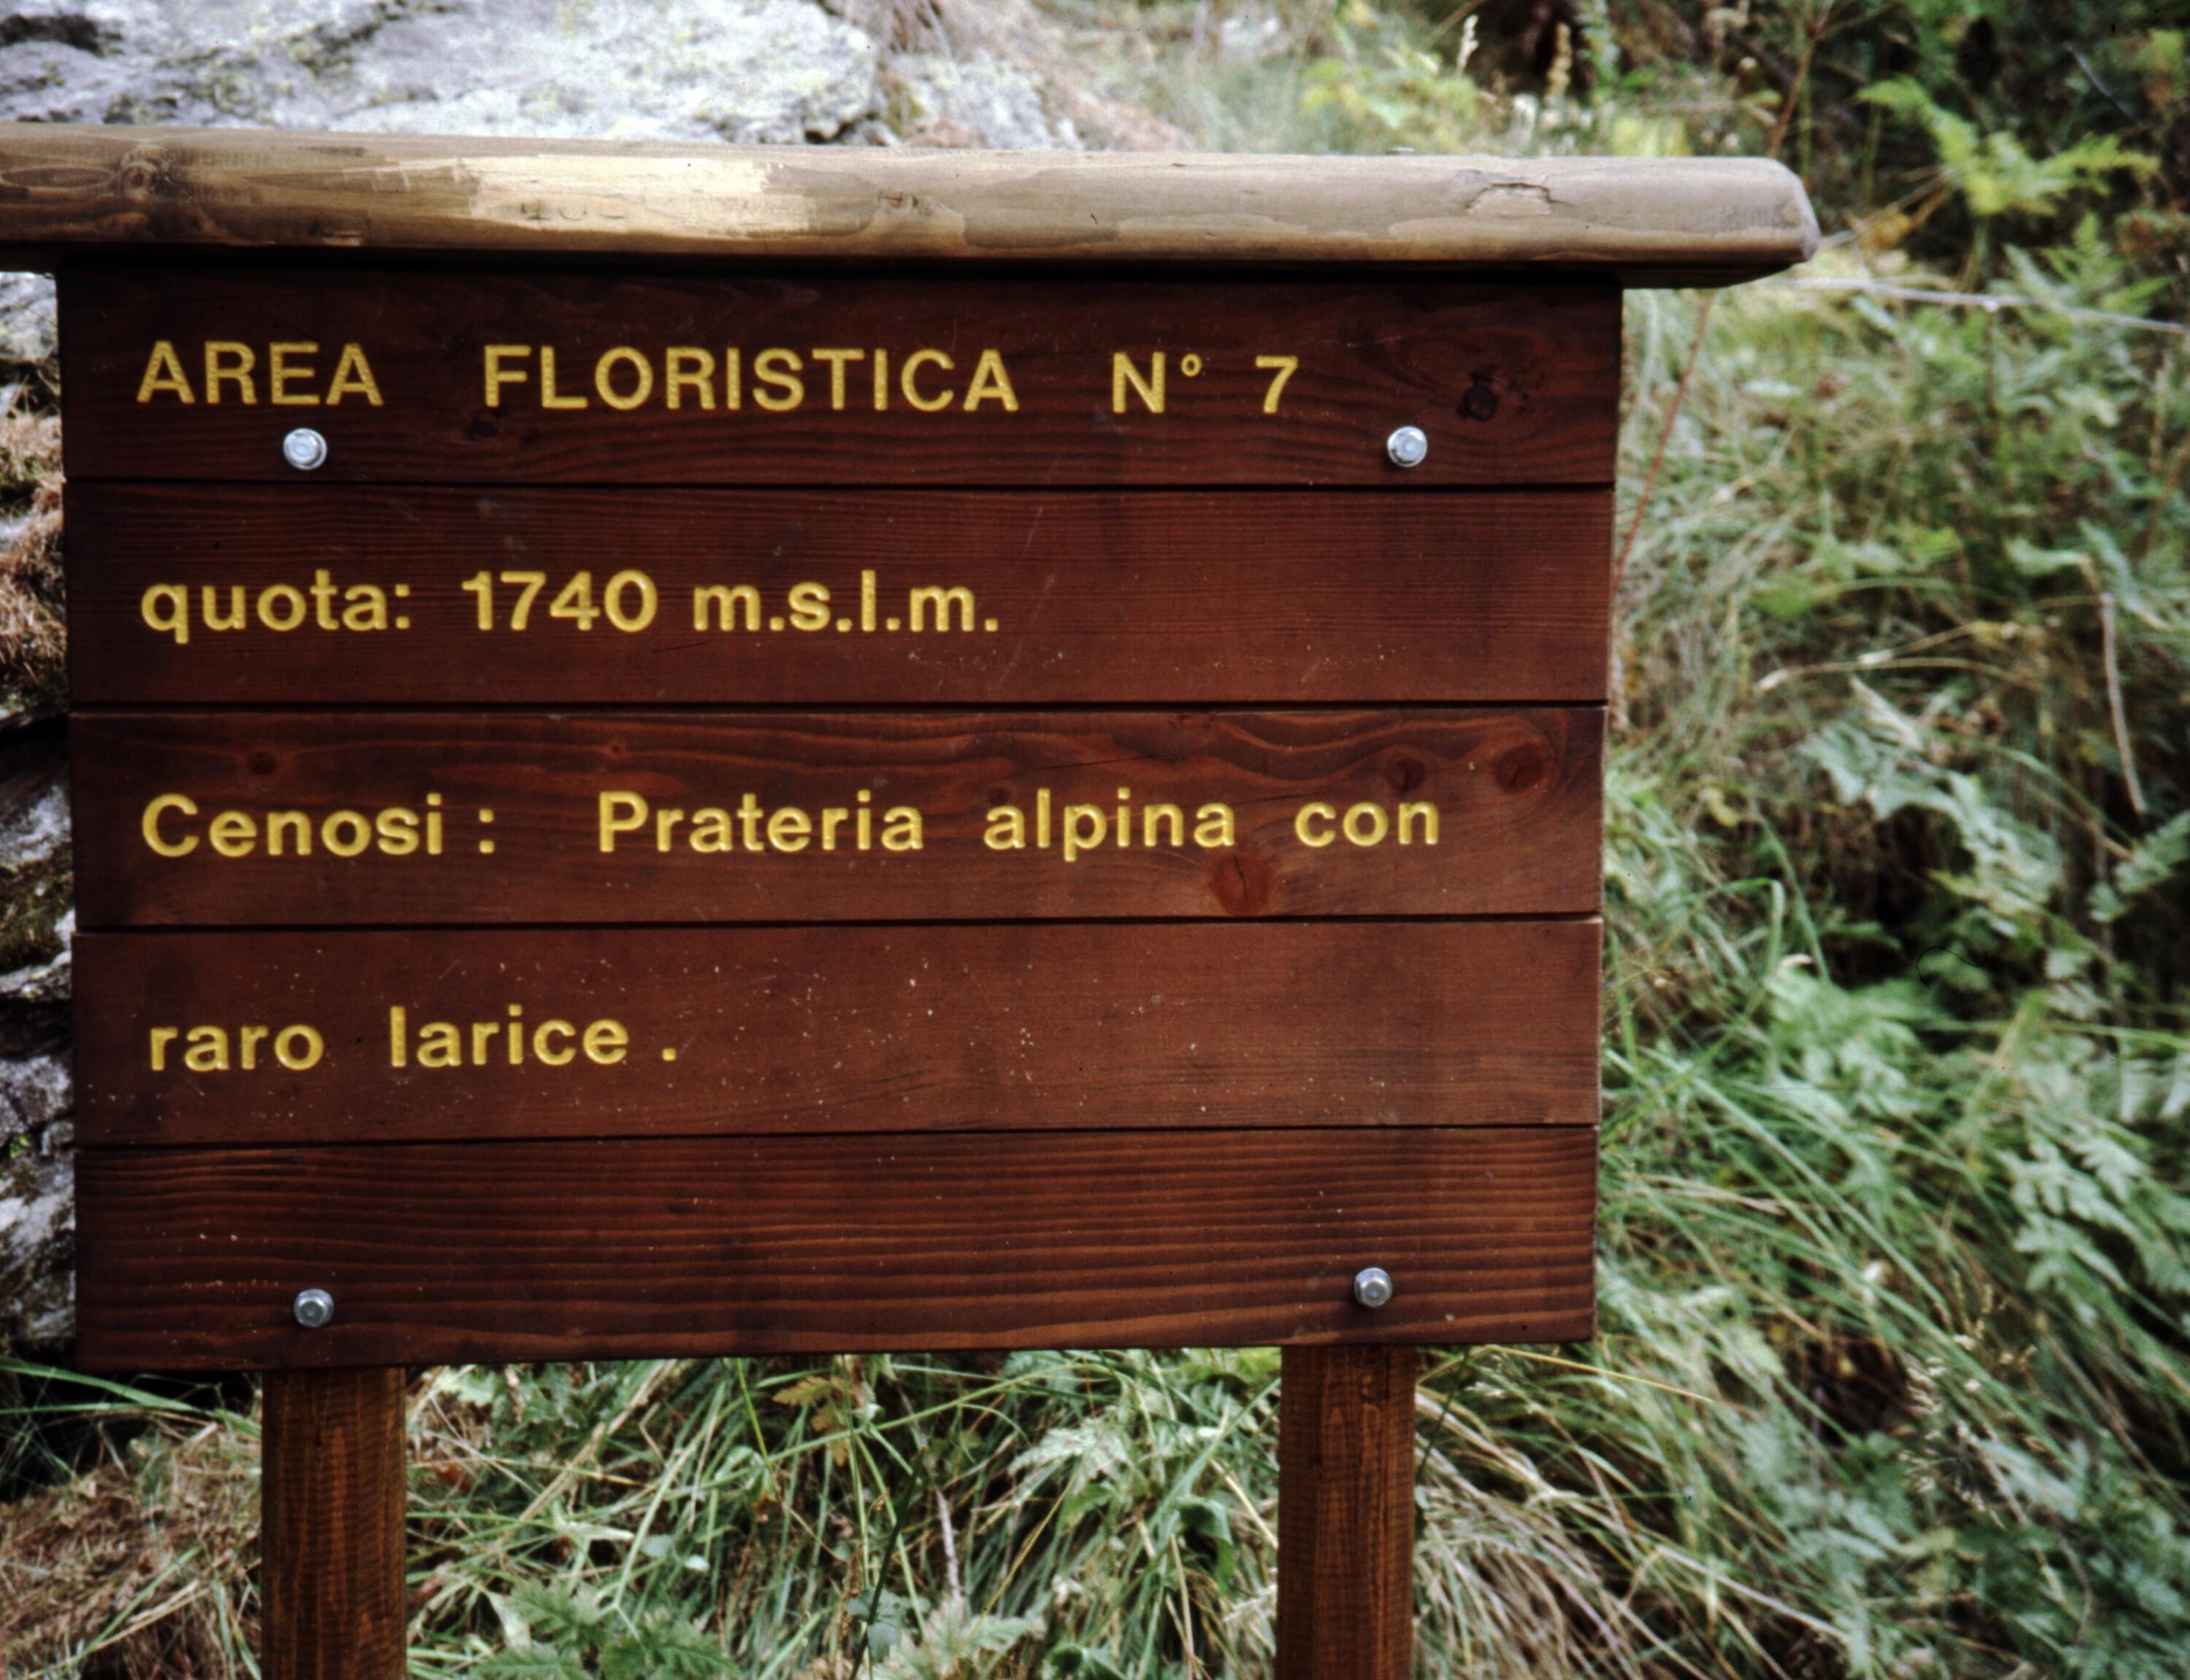 AREA FLORISTICA N° 7
quota: 1740 m.s.l.m.
Cenosi : Prateria alpina con
raro larice .